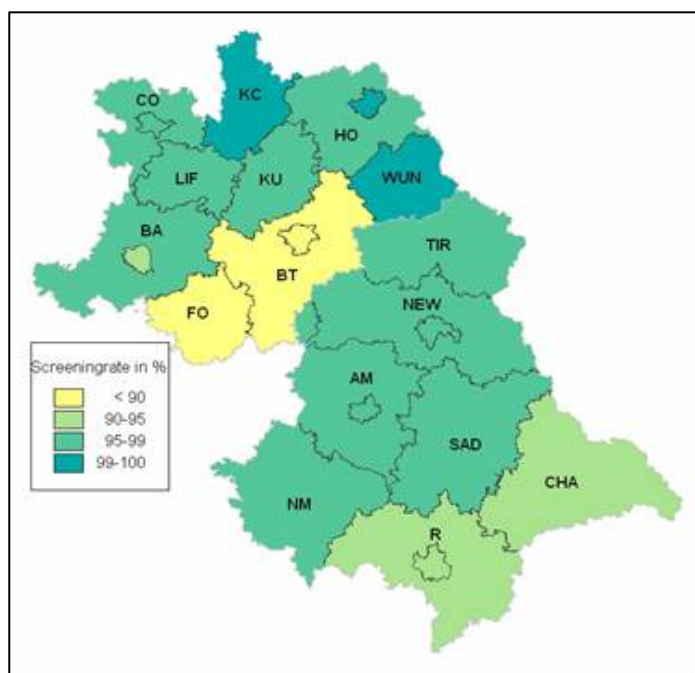 KC
CO
HO
WUN
LIF
KU
BA
TIR
BT
NEW
FO
Screeningrate in %
< 90
90-95
95-99
99-100
AM
SAD
CHA
NM
R